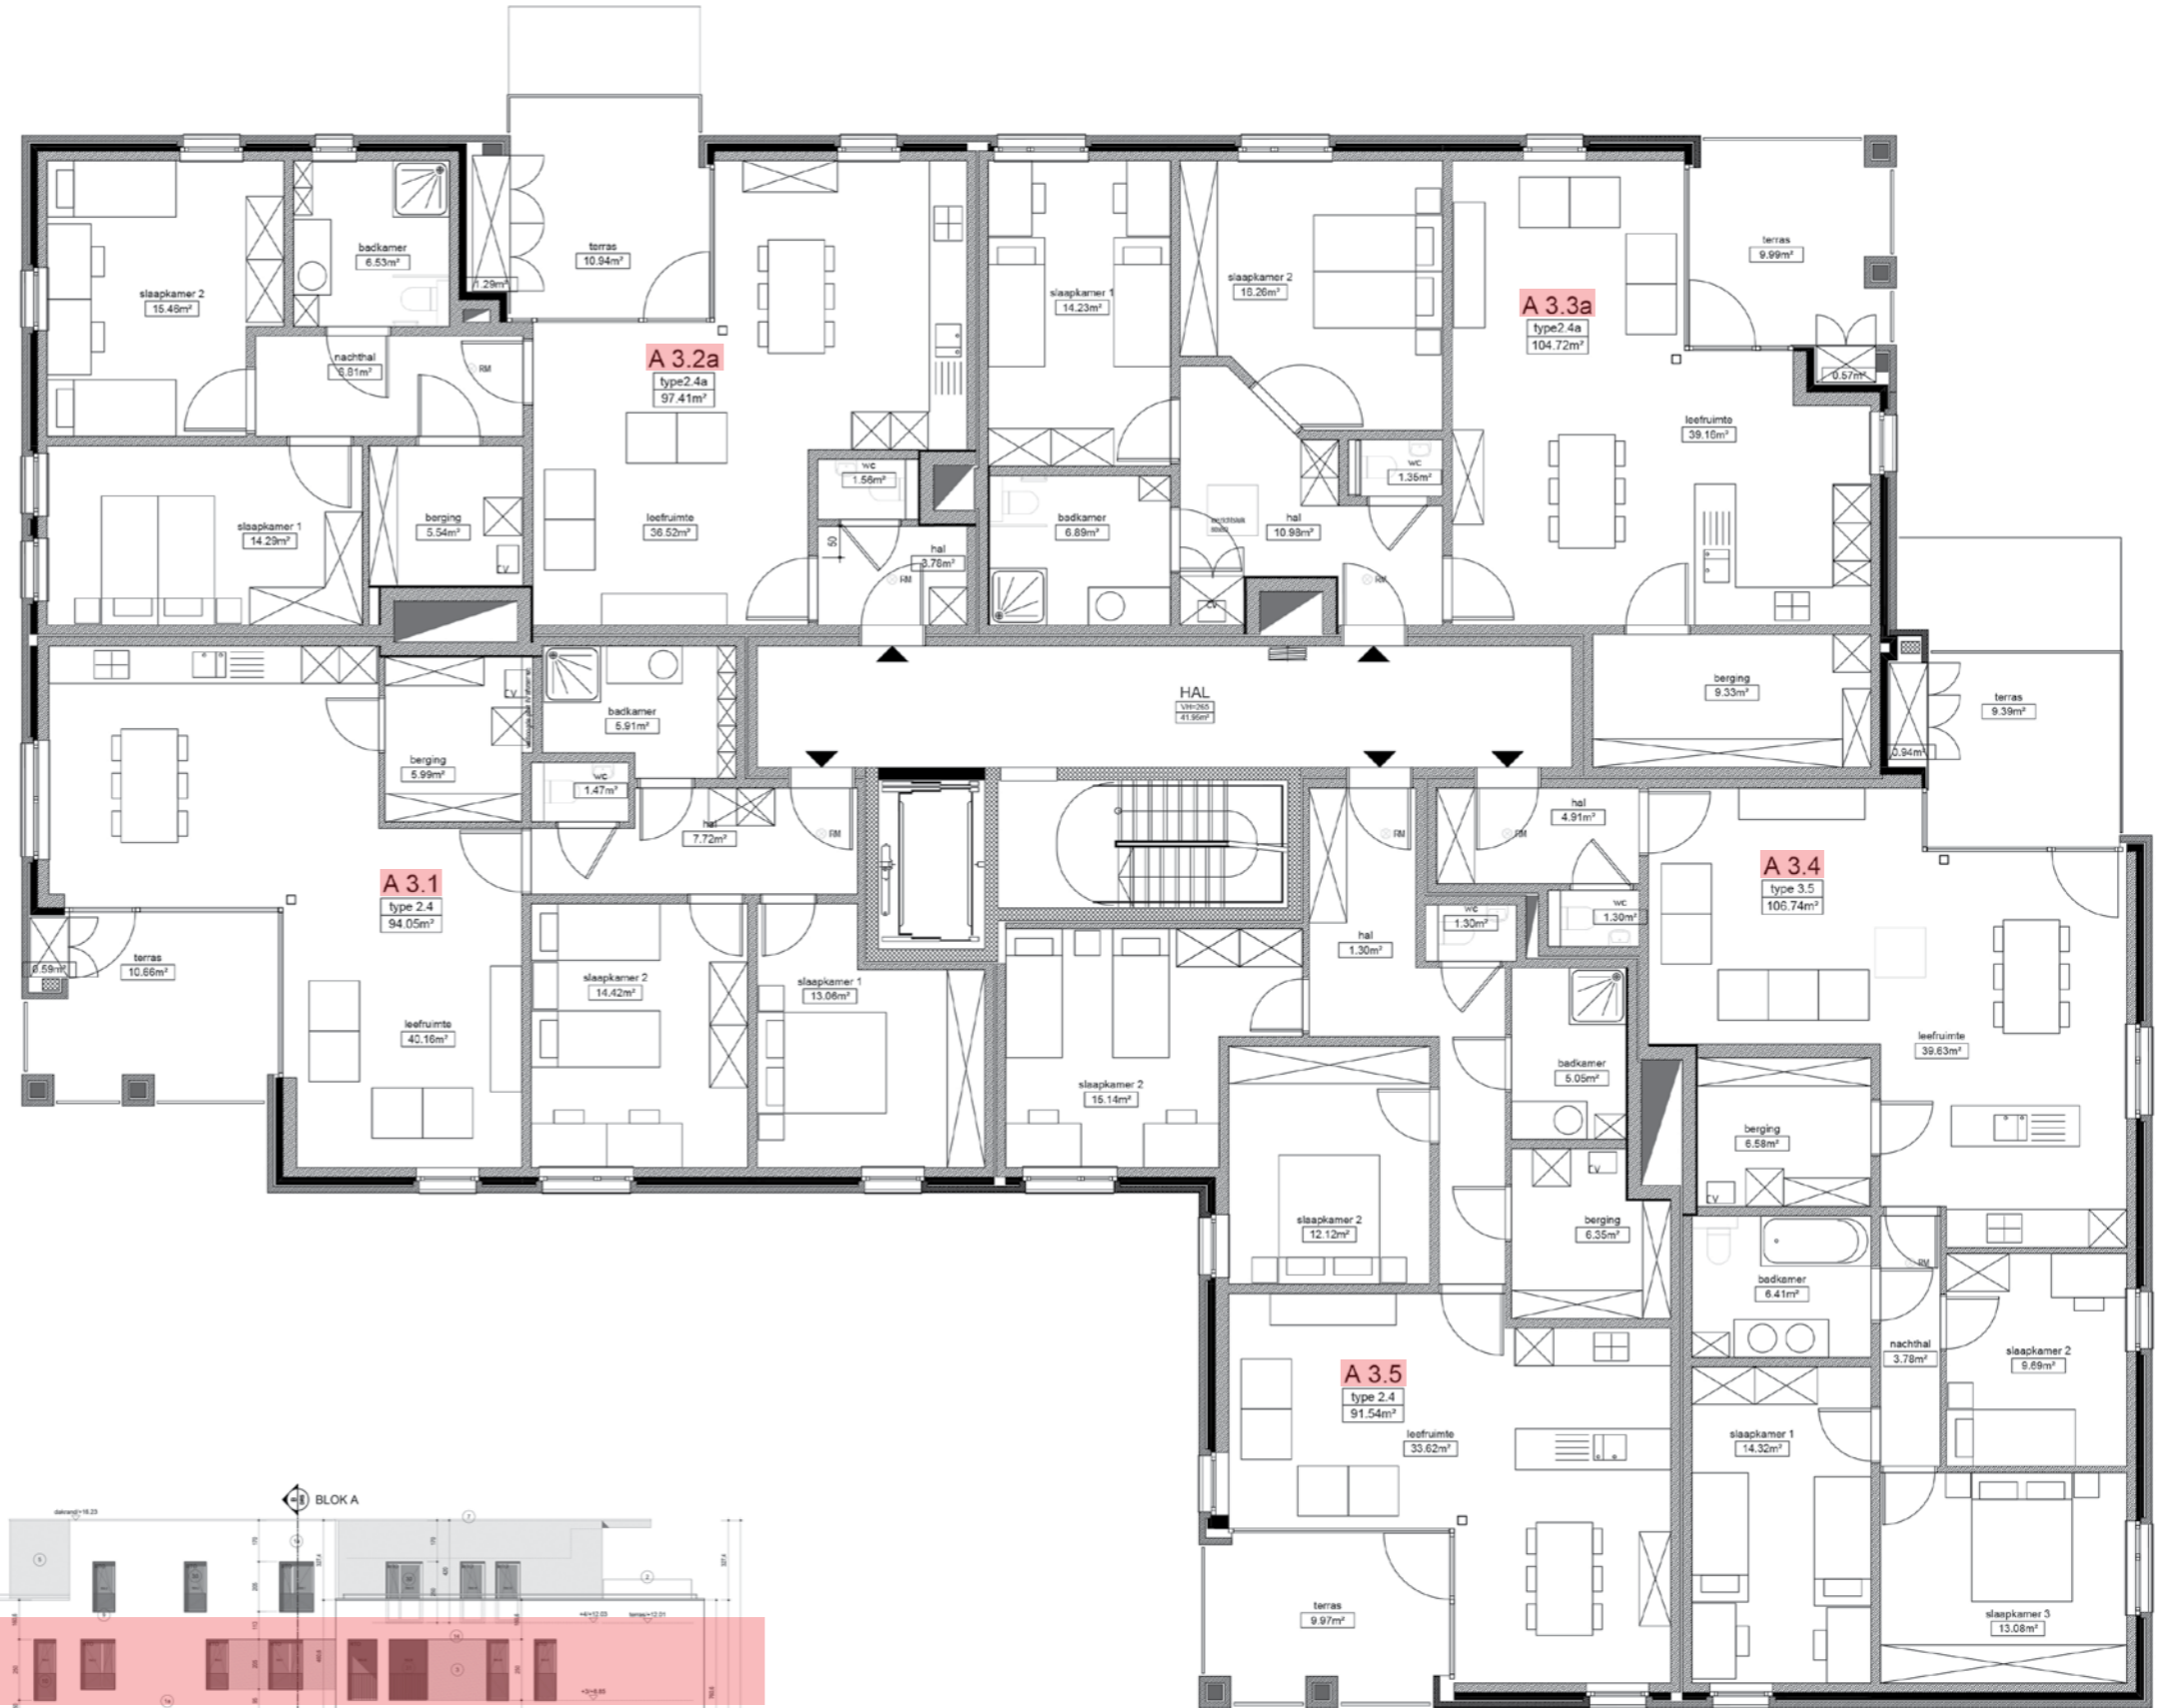 slaapkamer 2
15.46m²
badkamer
6.53m²
1.29m²
terras
10.94m²
nachthal
RM
A 3.2a
type2.4a
97.41m²
slaapkamer 1
14.29m²
berging
5.54m²
CV
leefruimte
36.52m²
wc
1.56m²
50
hal
3.78m²
RM
slaapkamer 1
14.23m²
slaapkamer 2
16.26m²
badkamer
6.89m²
hal
10.98m²
CV
wc
1.35m²
RM
A 3.3a
type2.4a
104.72m²
terras
9.99m²
0.57m²
leefruimte
39.16m²
berging
9.33m²
HAL
VH=265
41.95m²
terras
9.39m²
0.94m²
berging
5.99m²
CV
badkamer
5.91m²
wc
1.47m²
hal
7.72m²
RM
A 3.1
type 2.4
94.05m²
0.59m²
terras
10.66m²
leefruimte
40.16m²
slaapkamer 2
14.42m²
slaapkamer 1
13.06m²
slaapkamer 2
15.14m²
hal
1.30m²
RM
wc
1.30m²
hal
4.91m²
RM
wc
1.30m²
A 3.4
type 3.5
106.74m²
leefruimte
39.63m²
badkamer
5.05m²
berging
6.58m²
CV
slaapkamer 2
12.12m²
berging
6.35m²
CV
badkamer
6.41m²
RM
nachthal
3.78m²
slaapkamer 2
9.69m²
A 3.5
type 2.4
91.54m²
leefruimte
33.62m²
slaapkamer 1
14.32m²
slaapkamer 3
13.08m²
terras
9.97m²
BLOK A